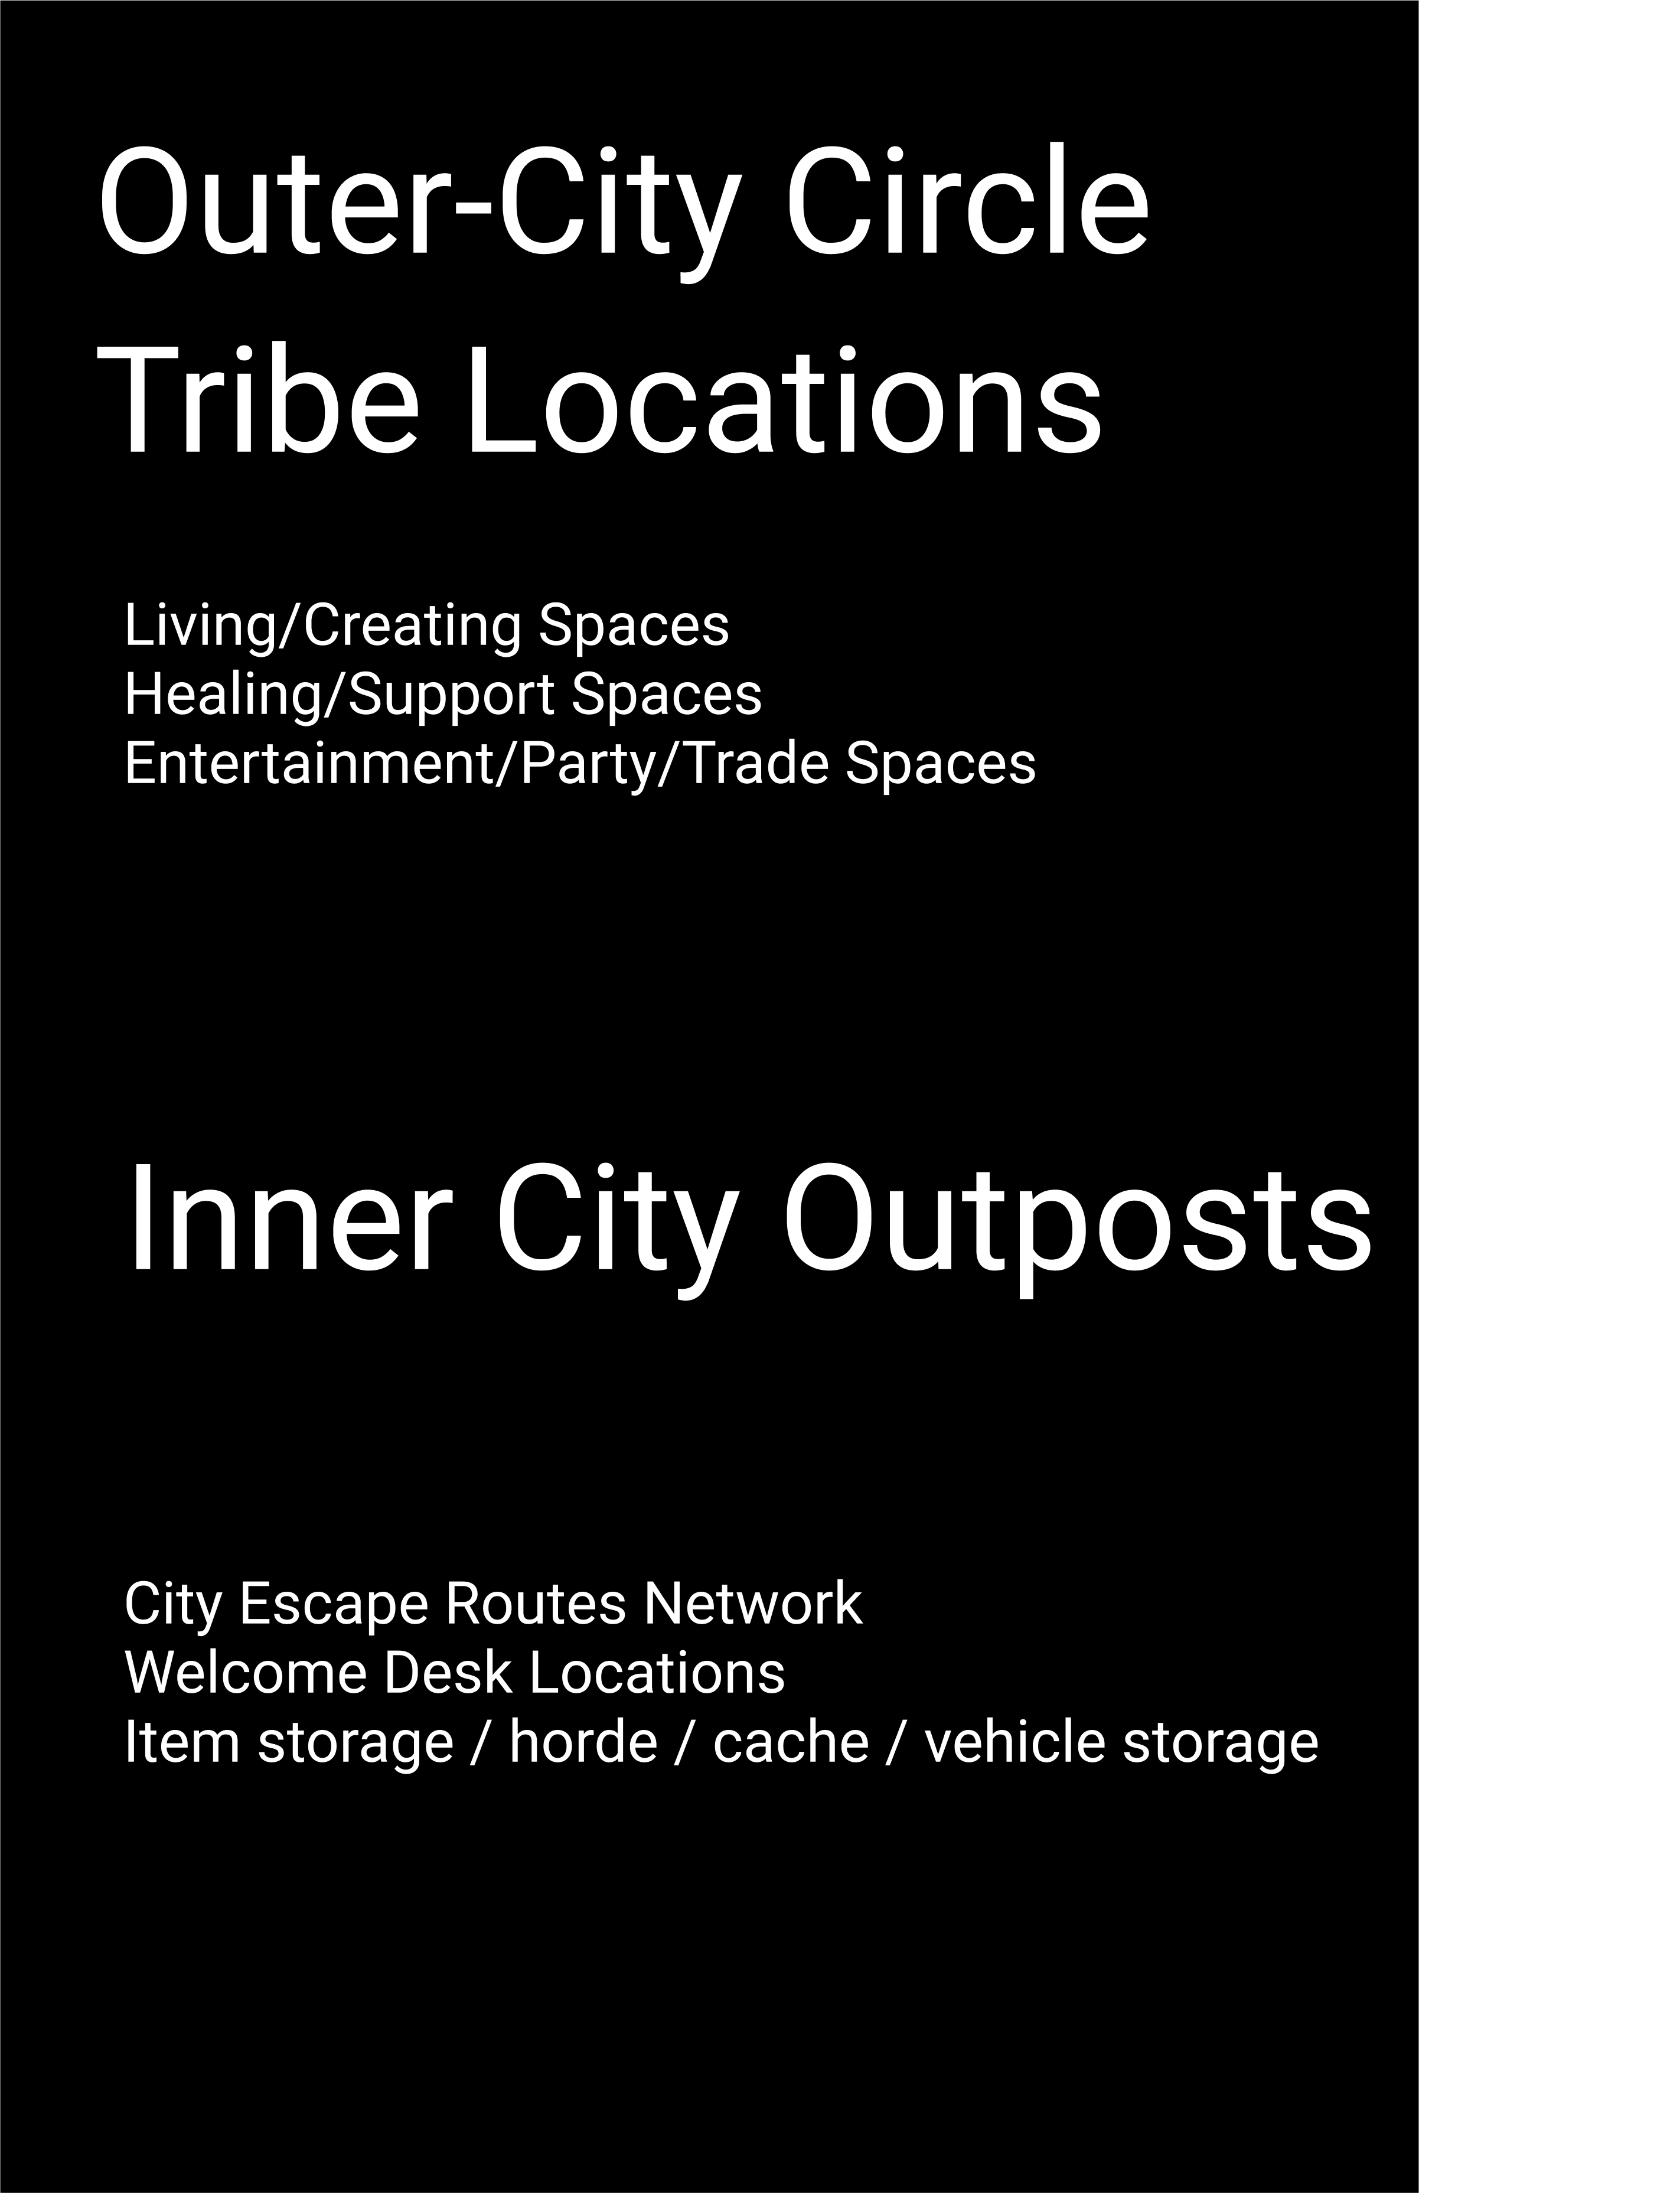 Outer-City Circle
Tribe Locations
Living/Creating Spaces
Healing/Support Spaces
Entertainment/Party/Trade Spaces
Inner City Outposts
City Escape Routes Network
Welcome Desk Locations
Item storage / horde / cache / vehicle storage